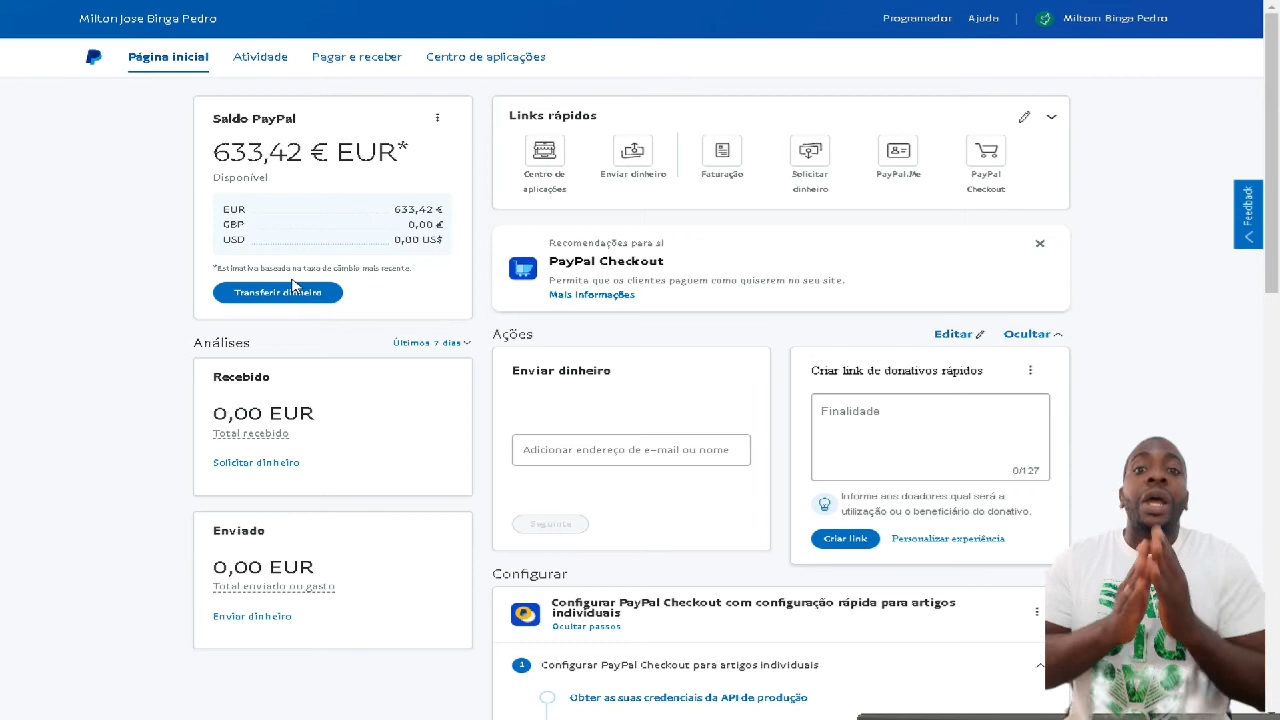 Milton Jose Binga Pedro
Programador
Ajuda
Miltom Binga Pedro
Página inicial
Atividade
Pagar e receber
Centro de aplicações
Saldo PayPal
633,42 € EUR*
Disponível
EUR 633,42 €
GBP 0,00 £
USD 0,00 US$
*Estimativa baseada na taxa de câmbio mais recente.
Transferir dinheiro
Análises
Últimos 7 dias
Recebido
0,00 EUR
Total recebido
Solicitar dinheiro
Enviado
0,00 EUR
Total enviado ou gasto
Enviar dinheiro
Links rápidos
Centro de
aplicações
Enviar dinheiro
Faturação
Solicitar
dinheiro
PayPal.Me
PayPal
Checkout
Recomendações para si
PayPal Checkout
Permita que os clientes paguem como quiserem no seu site.
Mais informações
Ações
Editar
Ocultar
Enviar dinheiro
Adicionar endereço de e-mail ou nome
Seguinte
Criar link de donativos rápidos
Finalidade
0/127
Informe aos doadores qual será a
utilização ou o beneficiário do donativo.
Criar link
Personalizar experiência
Configurar
Configurar PayPal Checkout com configuração rápida para artigos
individuais
Ocultar passos
1
Configurar PayPal Checkout para artigos individuais
Obter as suas credenciais da API de produção
Feedback